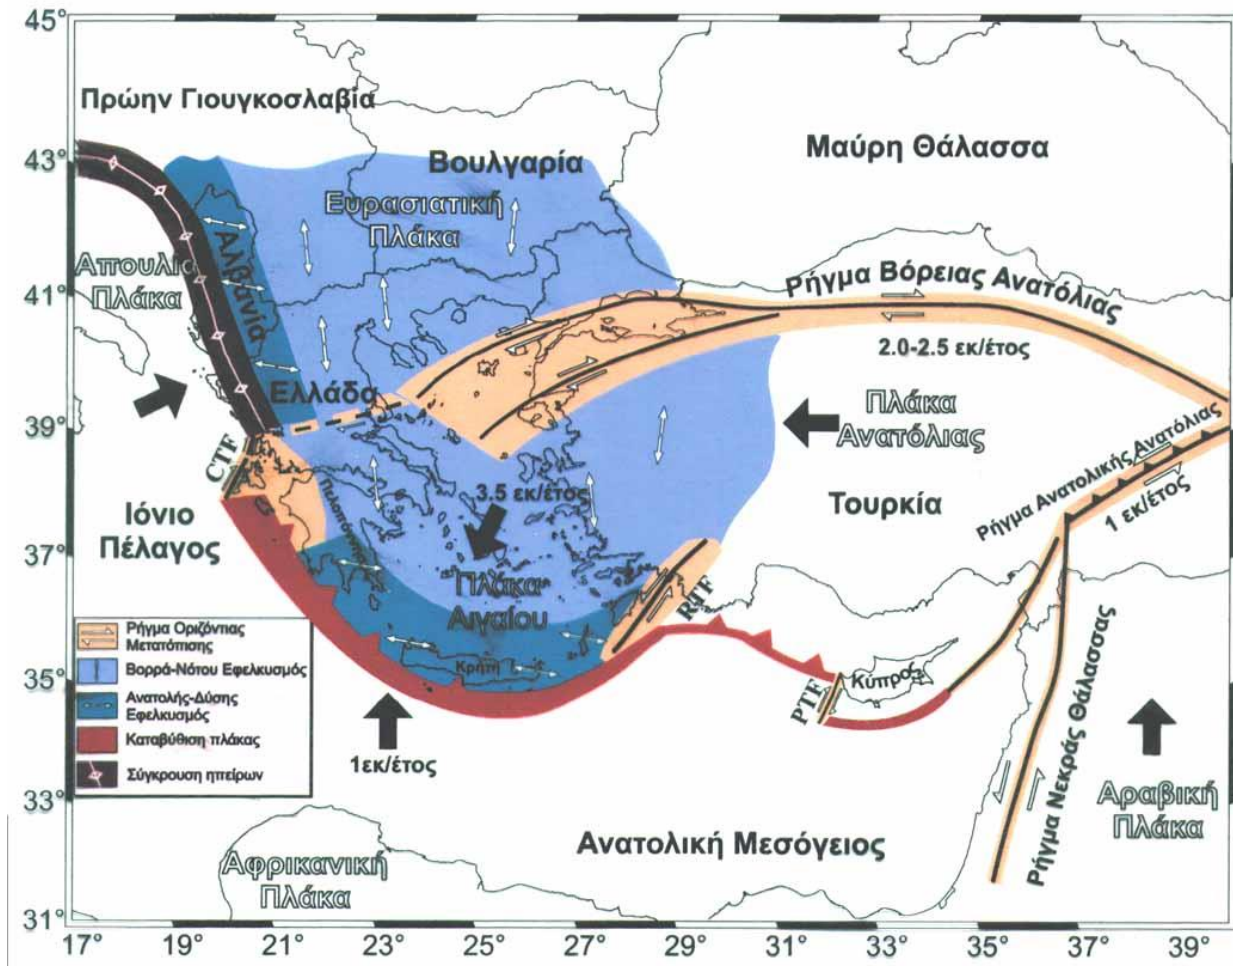 45°
43°
41°
39°
37°
35°
33°
31°
17°
19°
21°
23°
25°
27°
29°
31°
33°
35°
37°
39°
Πρώην Γιουγκοσλαβία
Βουλγαρία
Μαύρη Θάλασσα
Ευρασιατική
Πλάκα
Απουλία
Πλάκα
Αλβανία
Ρήγμα Βόρειας Ανατόλιας
2.0-2.5 εκ/έτος
Ελλάδα
Πλάκα
Ανατόλιας
CTF
Ρήγμα Ανατολικής Ανατόλιας
1 εκ/έτος
3.5 εκ/έτος
Τουρκία
Ιόνιο
Πέλαγος
Πελοπόννησος
Πλάκα
Αιγαίου
RTF
Κρήτη
Κύπρος
PTF
Ρήγμα Νεκράς Θάλασσας
Ρήγμα Οριζόντιας
Μετατόπισης
Βορρά-Νότου Εφελκυσμός
Ανατολής-Δύσης
Εφελκυσμός
Καταβύθιση πλάκας
Σύγκρουση ηπείρων
1εκ/έτος
Αραβική
Πλάκα
Ανατολική Μεσόγειος
Αφρικανική
Πλάκα